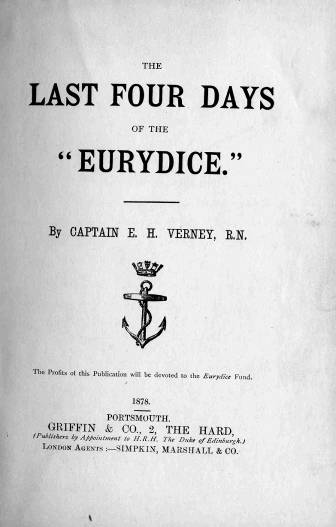 THE
LAST FOUR DAYS
OF THE
"EURYDICE."
By CAPTAIN E. H. VERNEY, R.N.
The Profits of this Publication will be devoted to the Eurydice Fund.
1878.
PORTSMOUTH.
GRIFFIN & CO., 2, THE HARD,
(Publishers by Appointment to H.R.H. The Duke of Edinburgh.)
LONDON AGENTS :—SIMPKIN, MARSHALL & CO.